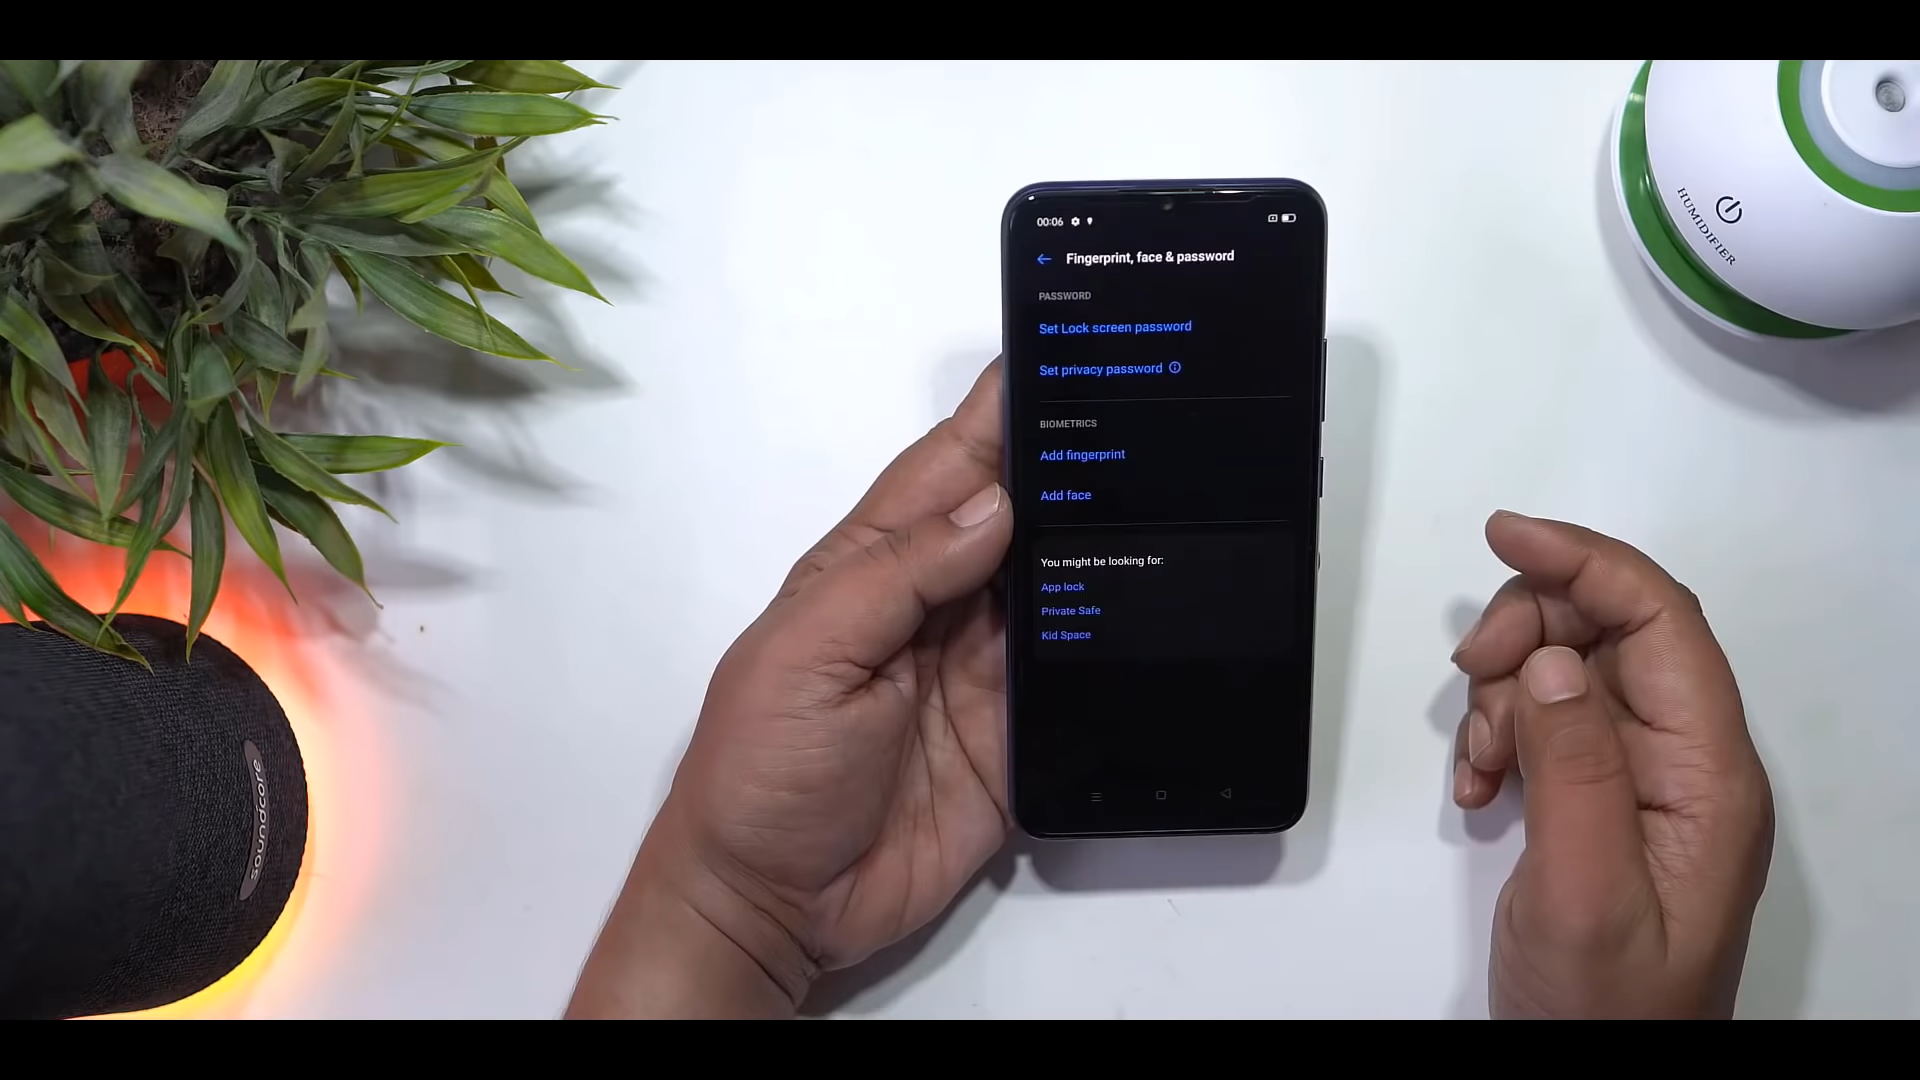 00:06
Fingerprint, face & password
PASSWORD
Set Lock screen password
Set privacy password
BIOMETRICS
Add fingerprint
Add face
You might be looking for:
App lock
Private Safe
Kid Space
HUMIDIFIER
soundcore